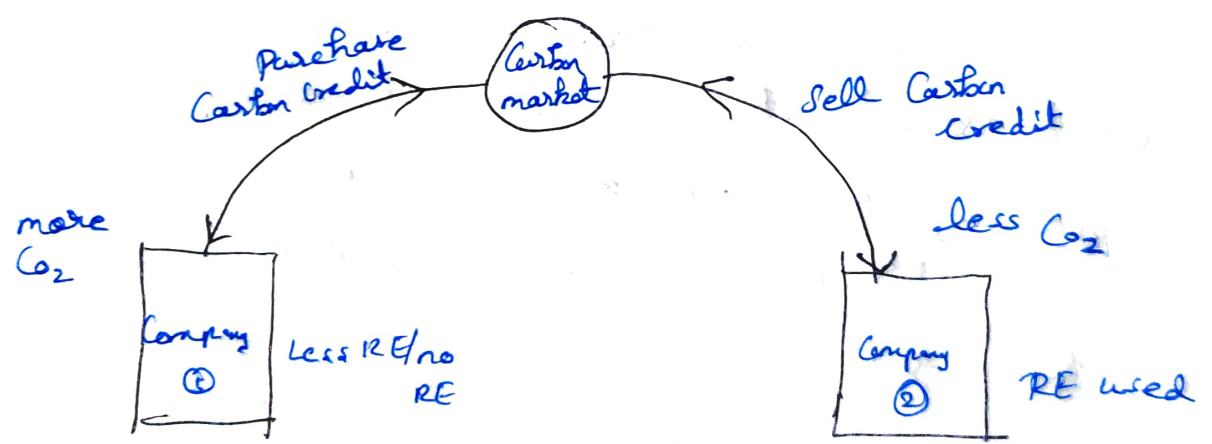 Purchase
Carbon credit
Carbon
market
Sell Carbon
credit
more
Co2
less Co2
Company
1
Less RE/no
RE
Company
2
RE used